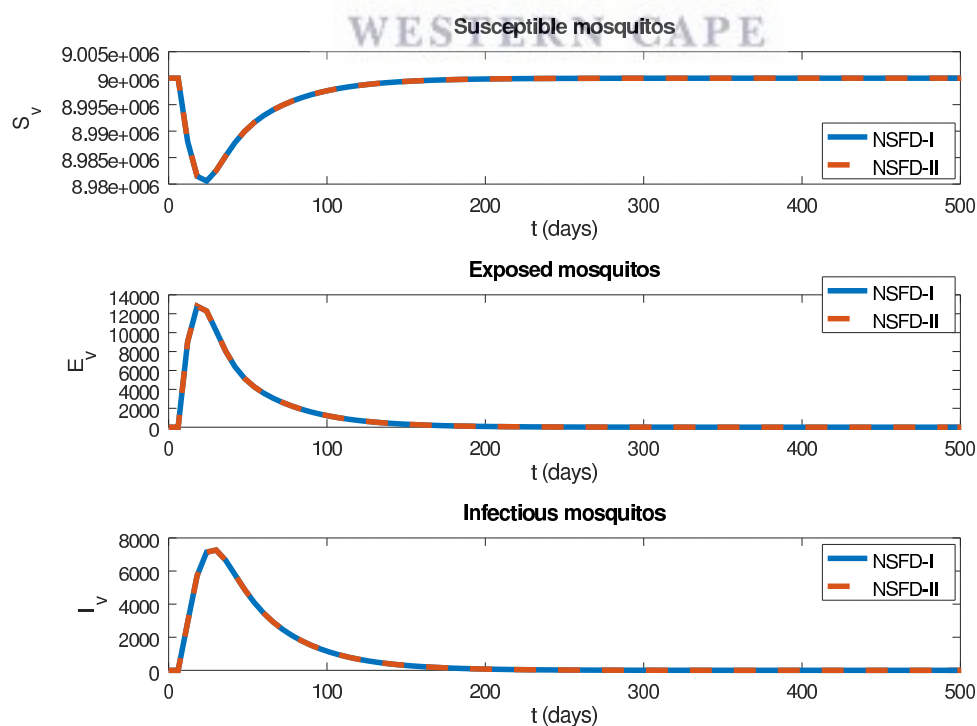 WESTERN CAPE
Susceptible mosquitos
9.005e+006
9e+006
8.995e+006
8.99e+006
8.985e+006
8.98e+006
S_v
NSFD-I
NSFD-II
0 100 200 300 400 500
t (days)
Exposed mosquitos
14000
12000
10000
8000
6000
4000
2000
0
E_v
NSFD-I
NSFD-II
0 100 200 300 400 500
t (days)
Infectious mosquitos
8000
6000
4000
2000
0
I_v
NSFD-I
NSFD-II
0 100 200 300 400 500
t (days)